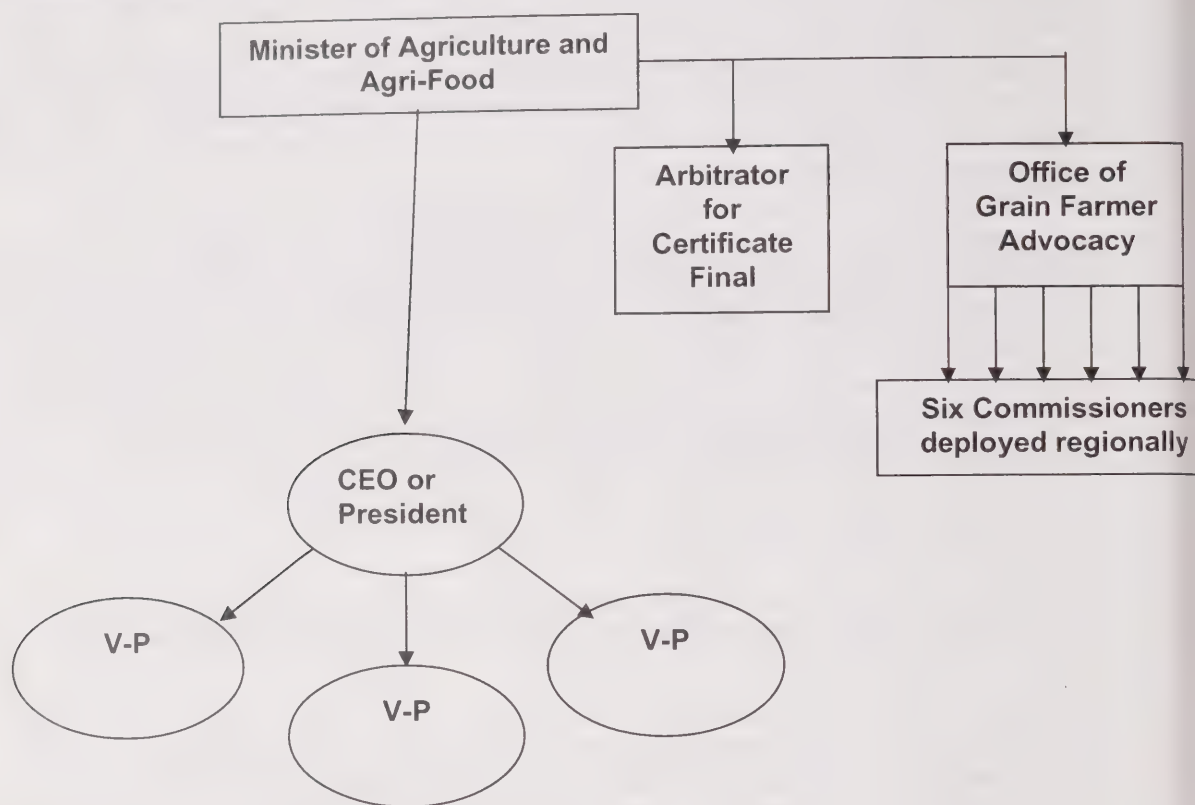 Minister of Agriculture and
Agri-Food
Arbitrator
for
Certificate
Final
Office of
Grain Farmer
Advocacy
Six Commissioners
deployed regionally
CEO or
President
V-P
V-P
V-P